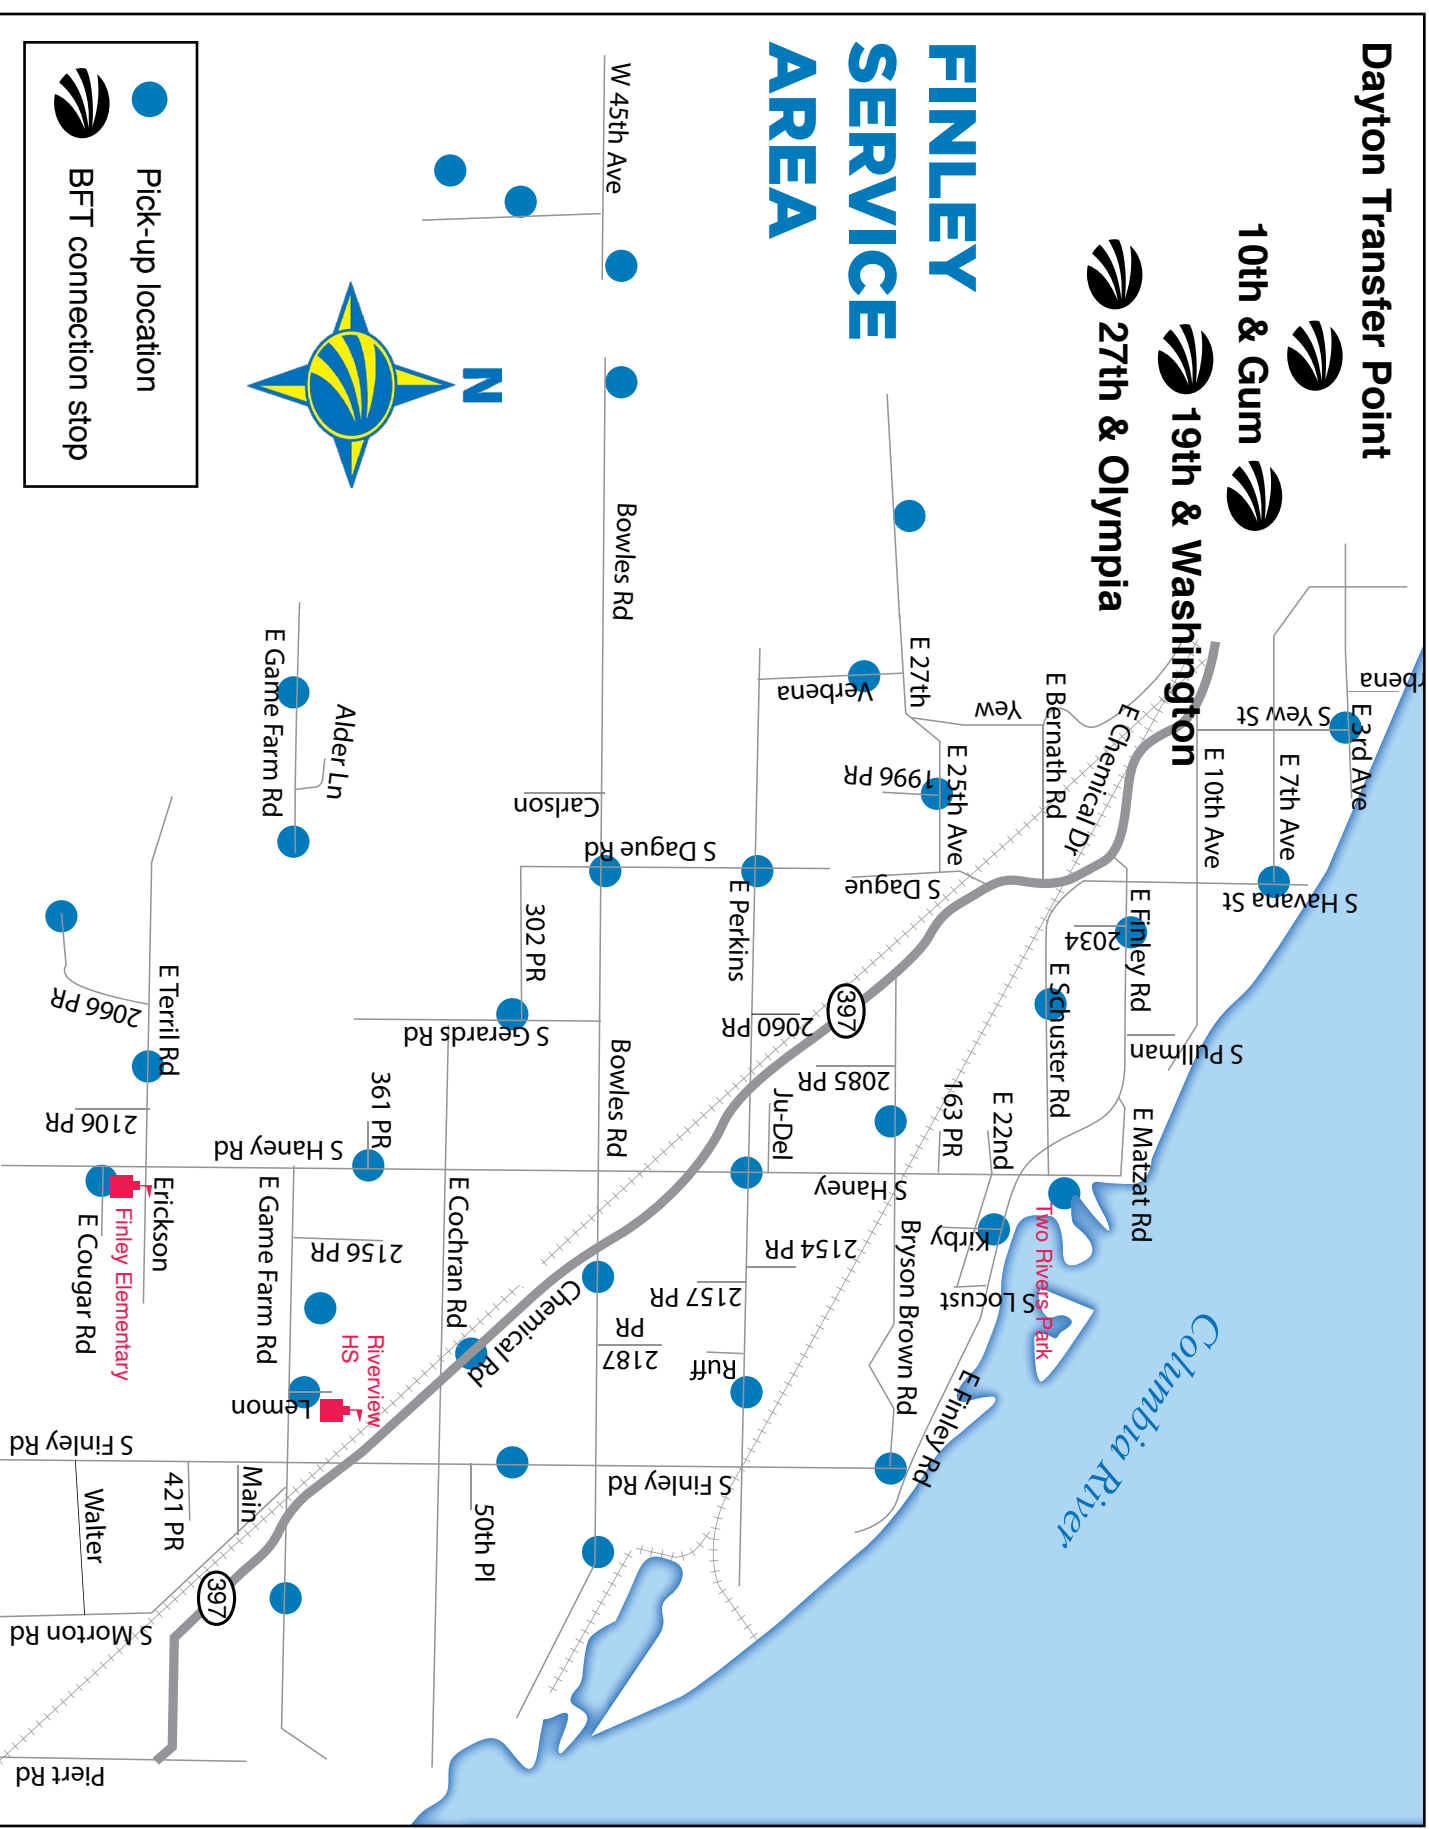 Dayton Transfer Point
10th & Gum
19th & Washington
27th & Olympia
FINLEY
SERVICE
AREA
N
Pick-up location
BFT connection stop
W 45th Ave
Bowles Rd
E 27th
Verbena
Yew
E Bernath Rd
E Chemical Dr
rbena
S Yew St
E 3rd Ave
E 7th Ave
E 10th Ave
S Havana St
1996 PR
E 25th Ave
S Dague
E Finley Rd
2034
E Schuster Rd
S Pullman
E Matzat Rd
Carlson
S Dague Rd
E Perkins
302 PR
S Gerards Rd
2060 PR
397
2085 PR
163 PR
E 22nd
Ju-Del
Bowles Rd
S Haney
Kirby
S Locust
Two Rivers Park
Columbia River
E Game Farm Rd
Alder Ln
2066 PR
E Terril Rd
2106 PR
361 PR
S Haney Rd
Erickson
Finley Elementary
E Cougar Rd
E Game Farm Rd
2156 PR
E Cochran Rd
Chemical Rd
2154 PR
2157 PR
2187
PR
Ruff
Bryson Brown Rd
E Finley Rd
Riverview
HS
Lemon
S Finley Rd
S Finley Rd
Main
421 PR
Walter
50th Pl
397
S Morton Rd
Piert Rd